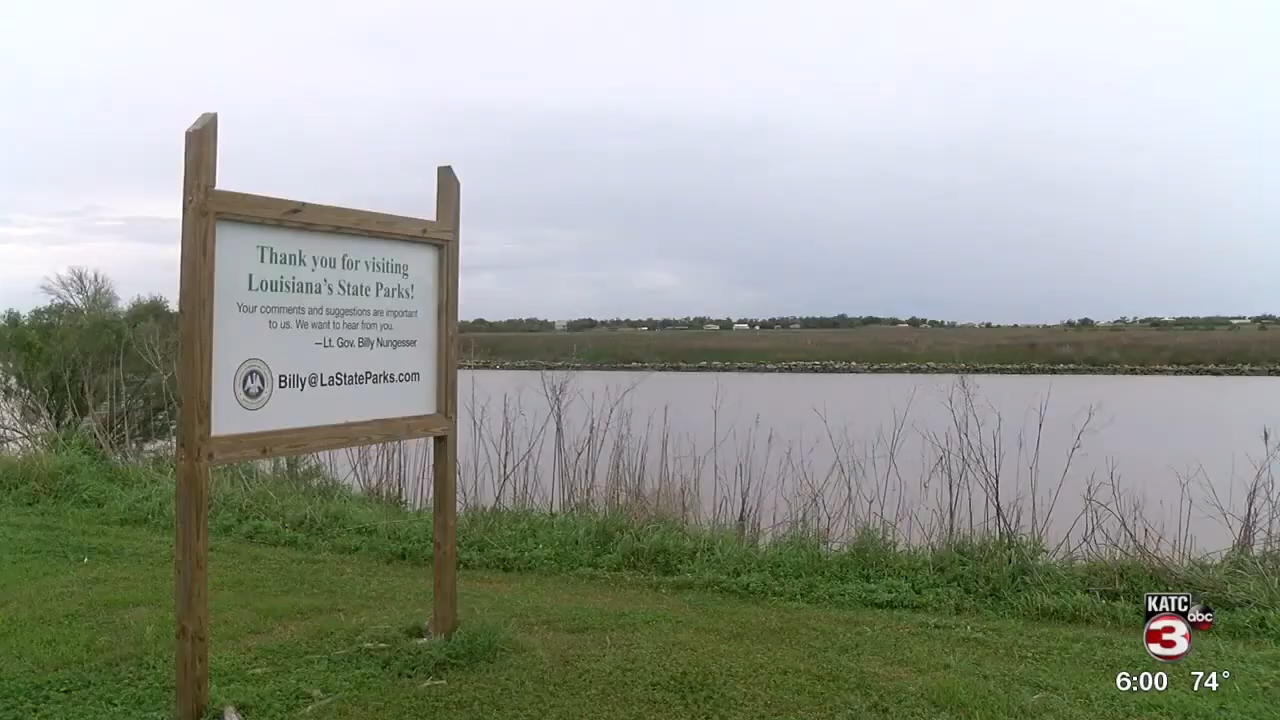 Thank you for visiting
Louisiana's State Parks!
Your comments and suggestions are important
to us. We want to hear from you.
—Lt. Gov. Billy Nungesser
Billy@LaStateParks.com
KATC
abc
3
6:00 74°